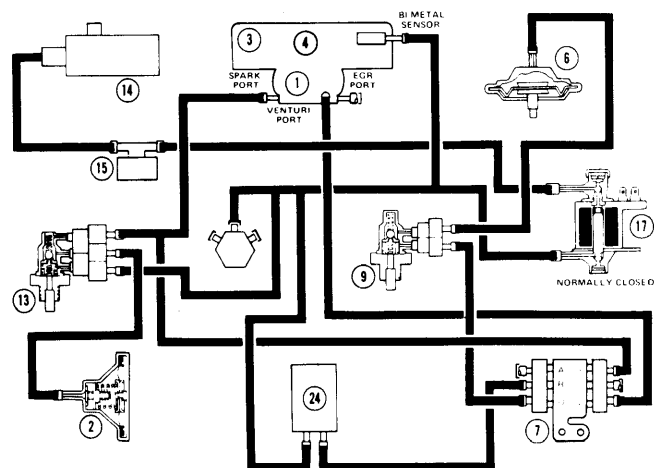 BI METAL
SENSOR
3
4
6
SPARK
PORT
1
EGR
PORT
VENTURI
PORT
14
15
17
NORMALLY CLOSED
13
9
2
24
7
A